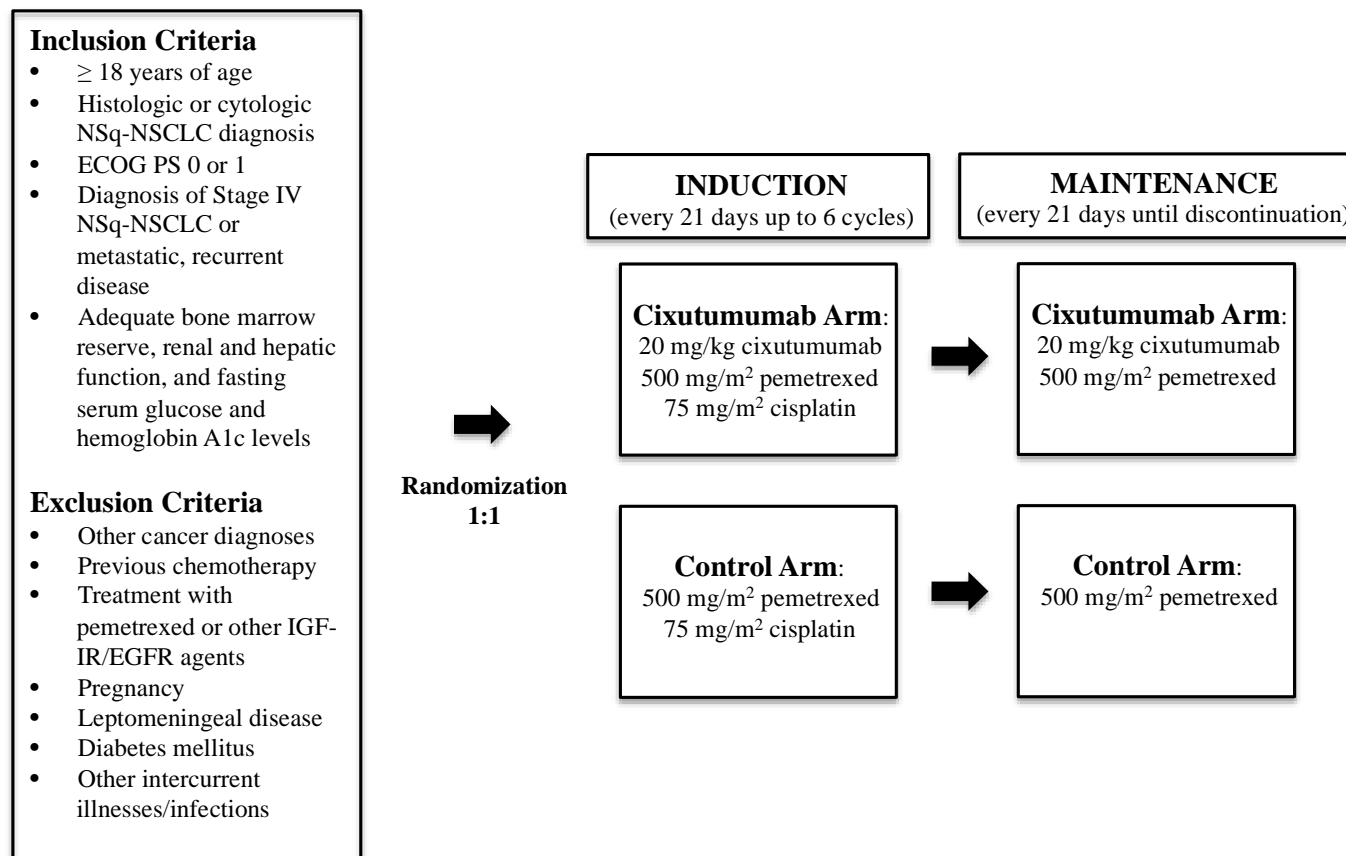 Inclusion Criteria
• ≥ 18 years of age
• Histologic or cytologic
NSq-NSCLC diagnosis
• ECOG PS 0 or 1
• Diagnosis of Stage IV
NSq-NSCLC or
metastatic, recurrent
disease
• Adequate bone marrow
reserve, renal and hepatic
function, and fasting
serum glucose and
hemoglobin A1c levels
Exclusion Criteria
• Other cancer diagnoses
• Previous chemotherapy
• Treatment with
pemetrexed or other IGF-
IR/EGFR agents
• Pregnancy
• Leptomeningeal disease
• Diabetes mellitus
• Other intercurrent
illnesses/infections
Randomization
1:1
INDUCTION
(every 21 days up to 6 cycles)
MAINTENANCE
(every 21 days until discontinuation)
Cixutumumab Arm:
20 mg/kg cixutumumab
500 mg/m² pemetrexed
75 mg/m² cisplatin
Cixutumumab Arm:
20 mg/kg cixutumumab
500 mg/m² pemetrexed
Control Arm:
500 mg/m² pemetrexed
75 mg/m² cisplatin
Control Arm:
500 mg/m² pemetrexed